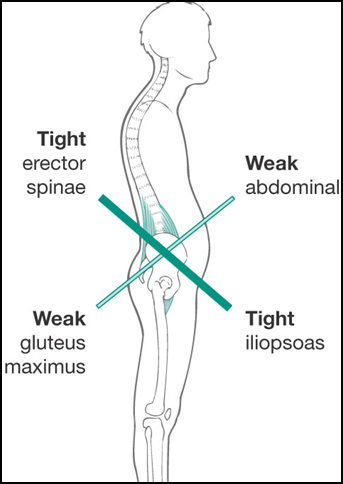 Tight
erector
spinae
Weak
abdominal
Weak
gluteus
maximus
Tight
iliopsoas